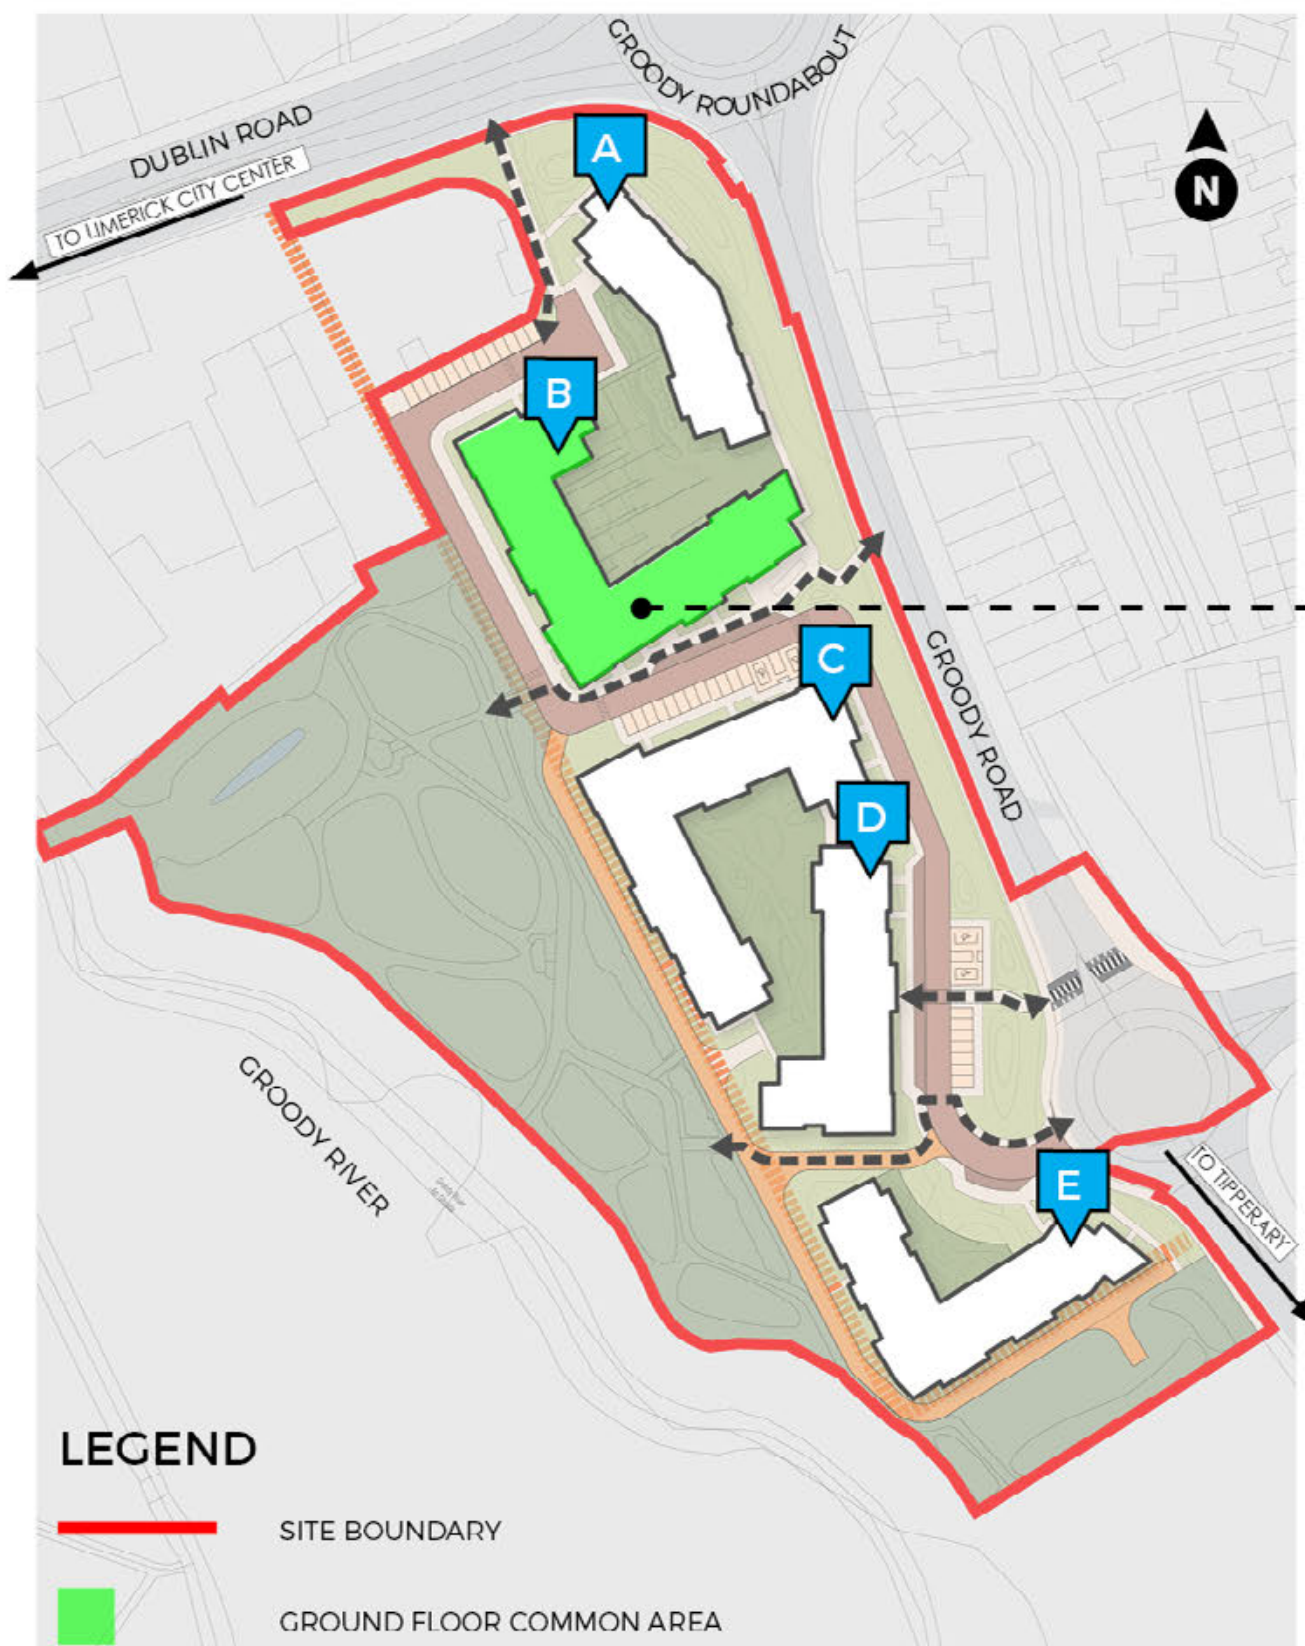 GROODY ROUNDABOUT
DUBLIN ROAD
TO LIMERICK CITY CENTER
A
N
B
C
GROODY ROAD
D
GROODY RIVER
E
TO TIPPERARY
LEGEND
SITE BOUNDARY
GROUND FLOOR COMMON AREA